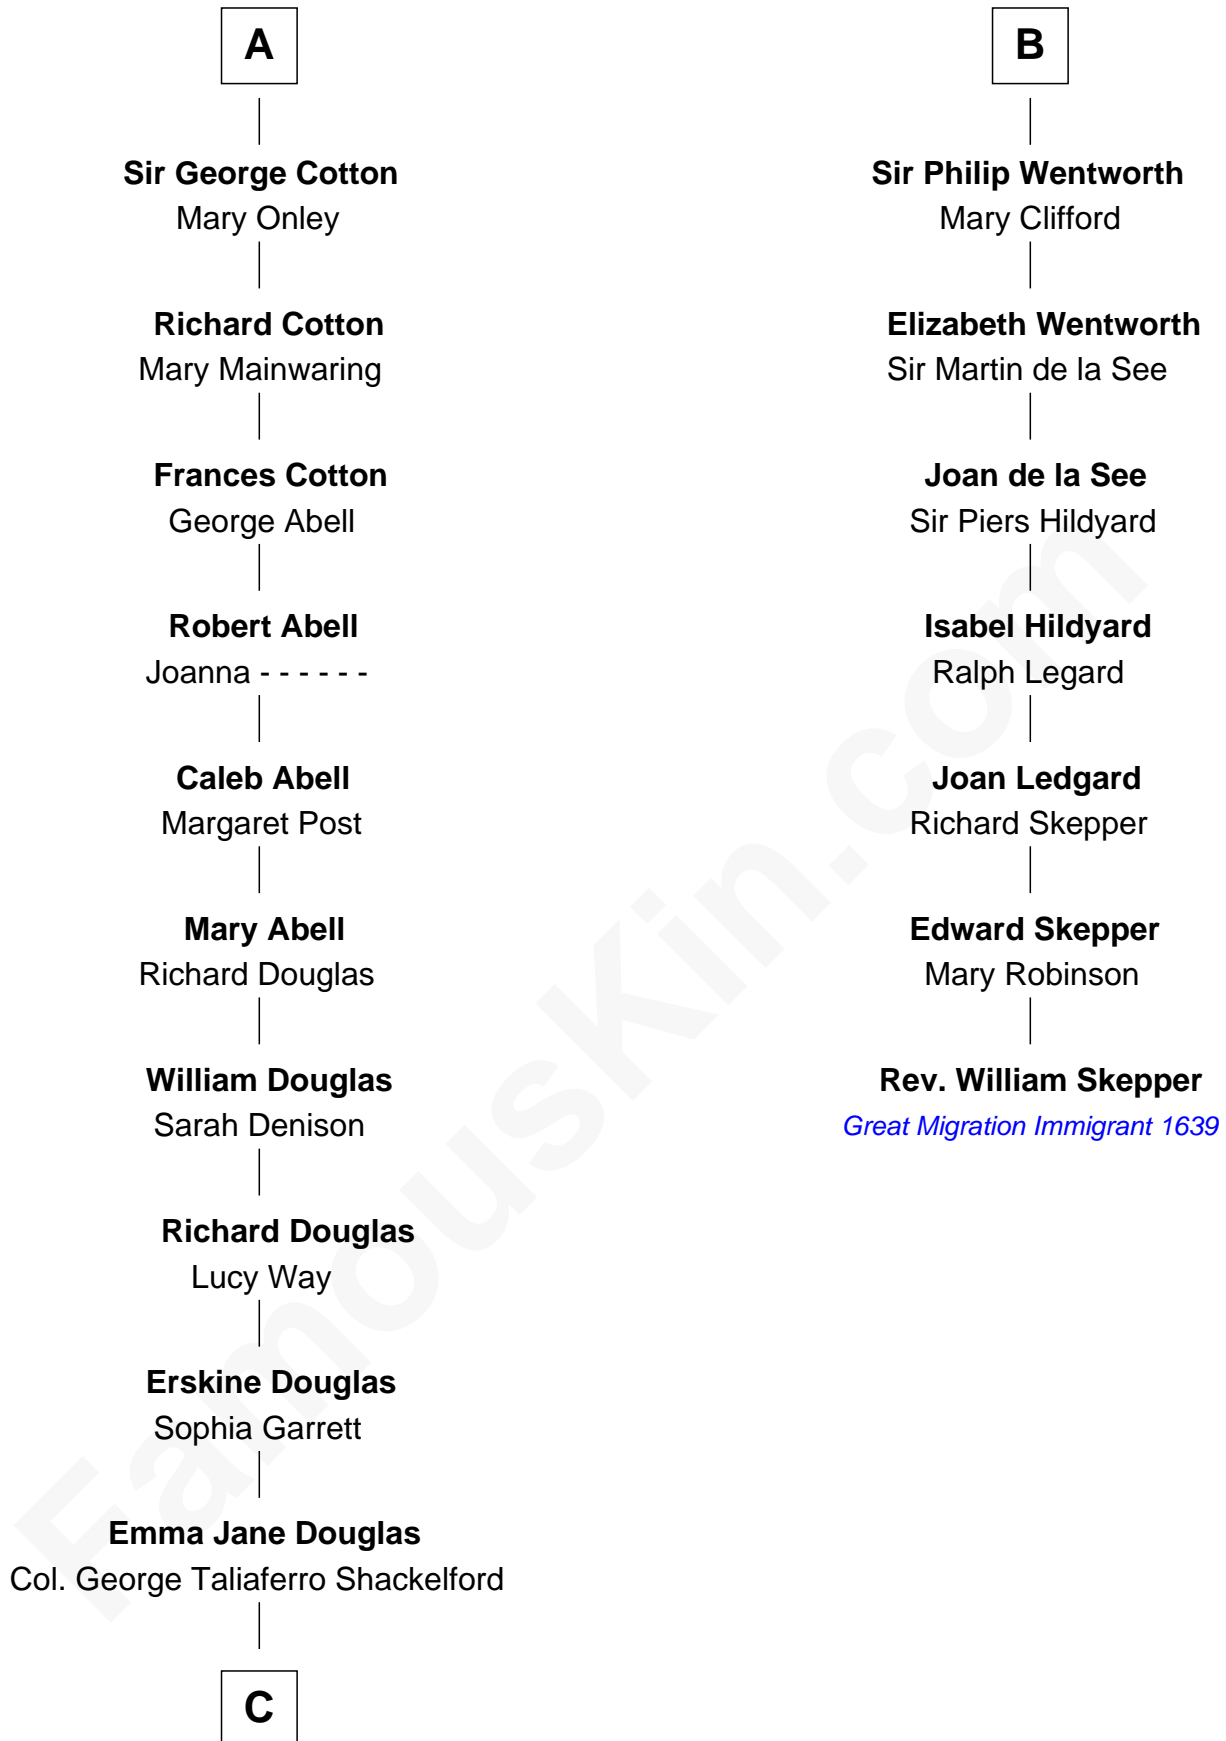 A
Sir George Cotton
Mary Onley
Richard Cotton
Mary Mainwaring
Frances Cotton
George Abell
Robert Abell
Joanna - - - - - -
Caleb Abell
Margaret Post
Mary Abell
Richard Douglas
William Douglas
Sarah Denison
Richard Douglas
Lucy Way
Erskine Douglas
Sophia Garrett
Emma Jane Douglas
Col. George Taliaferro Shackelford
C
B
Sir Philip Wentworth
Mary Clifford
Elizabeth Wentworth
Sir Martin de la See
Joan de la See
Sir Piers Hildyard
Isabel Hildyard
Ralph Legard
Joan Ledgard
Richard Skepper
Edward Skepper
Mary Robinson
Rev. William Skepper
Great Migration Immigrant 1639
FamousKin.com